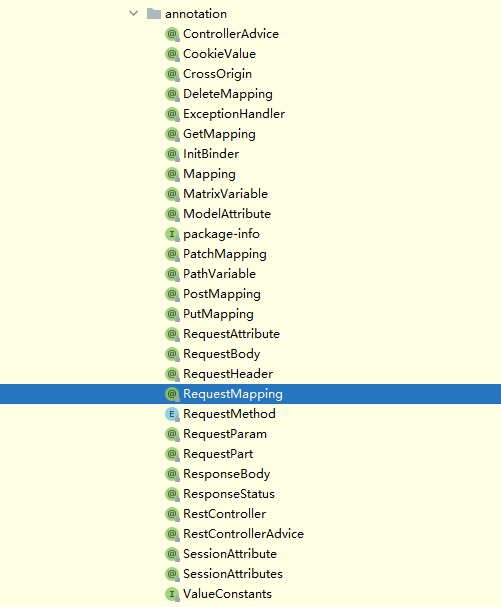 annotation
ControllerAdvice
CookieValue
CrossOrigin
DeleteMapping
ExceptionHandler
GetMapping
InitBinder
Mapping
MatrixVariable
ModelAttribute
package-info
PatchMapping
PathVariable
PostMapping
PutMapping
RequestAttribute
RequestBody
RequestHeader
RequestMapping
RequestMethod
RequestParam
RequestPart
ResponseBody
ResponseStatus
RestController
RestControllerAdvice
SessionAttribute
SessionAttributes
ValueConstants